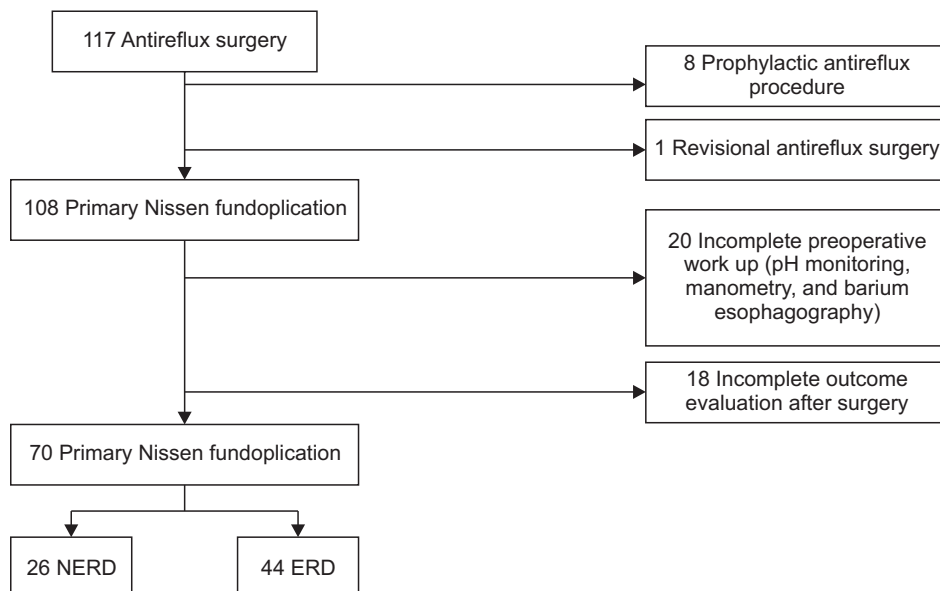 117 Antireflux surgery
8 Prophylactic antireflux
procedure
1 Revisional antireflux surgery
108 Primary Nissen fundoplication
20 Incomplete preoperative
work up (pH monitoring,
manometry, and barium
esophagography)
18 Incomplete outcome
evaluation after surgery
70 Primary Nissen fundoplication
26 NERD
44 ERD